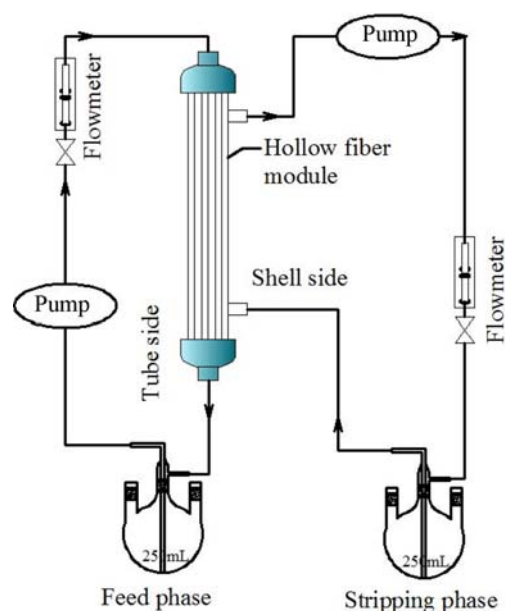 Pump
Flowmeter
Hollow fiber
module
Shell side
Flowmeter
Pump
Tube side
250mL
250mL
Feed phase
Stripping phase